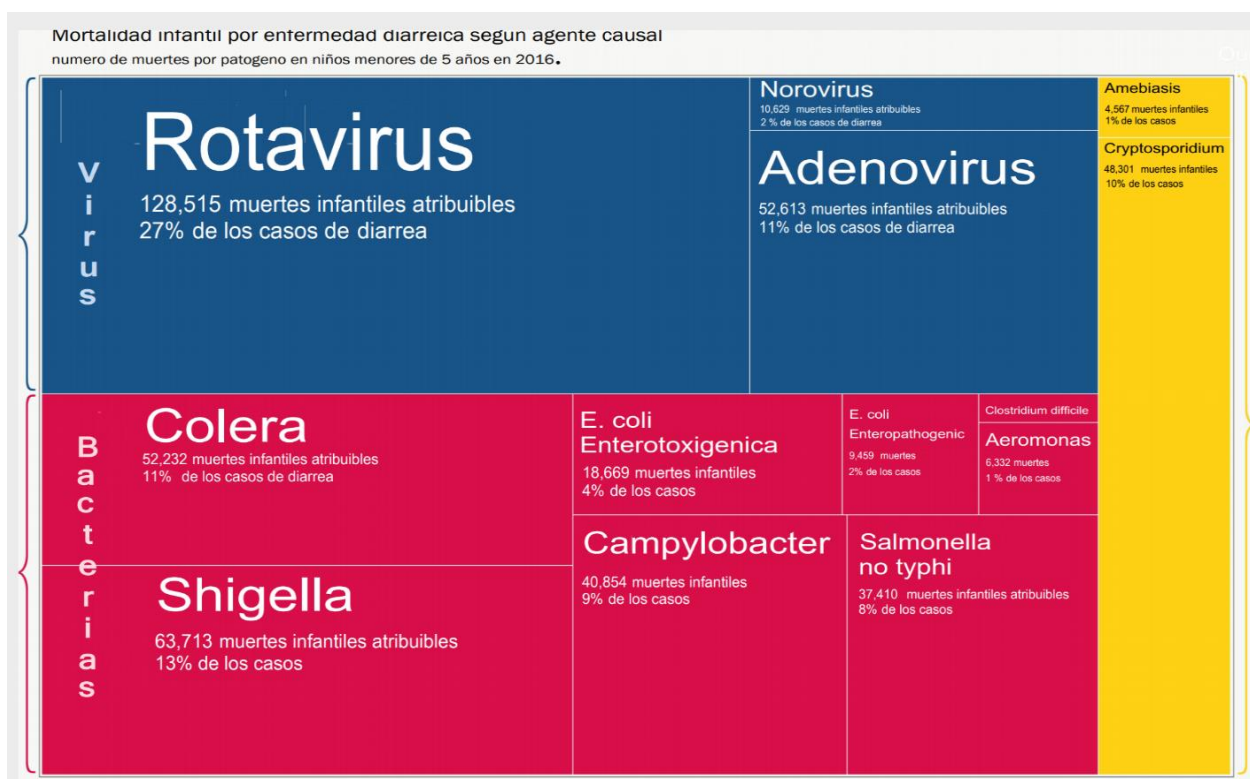 Mortalidad infantil por enfermedad diarreica segun agente causal
numero de muertes por patogeno en niños menores de 5 años en 2016.
Virus
Rotavirus
128,515 muertes infantiles atribuibles
27% de los casos de diarrea
Norovirus
10,629 muertes infantiles atribuibles
2 % de los casos de diarrea
Adenovirus
52,613 muertes infantiles atribuibles
11% de los casos de diarrea
Amebiasis
4,567 muertes infantiles
1% de los casos
Cryptosporidium
48,301 muertes infantiles
10% de los casos
Bacterias
Colera
52,232 muertes infantiles atribuibles
11% de los casos de diarrea
Shigella
63,713 muertes infantiles atribuibles
13% de los casos
E. coli
Enterotoxigenica
18,669 muertes infantiles
4% de los casos
E. coli
Enteropathogenic
9,459 muertes
2% de los casos
Clostridium difficile
Aeromonas
6,332 muertes
1 % de los casos
Campylobacter
40,854 muertes infantiles
9% de los casos
Salmonella
no typhi
37,410 muertes infantiles atribuibles
8% de los casos